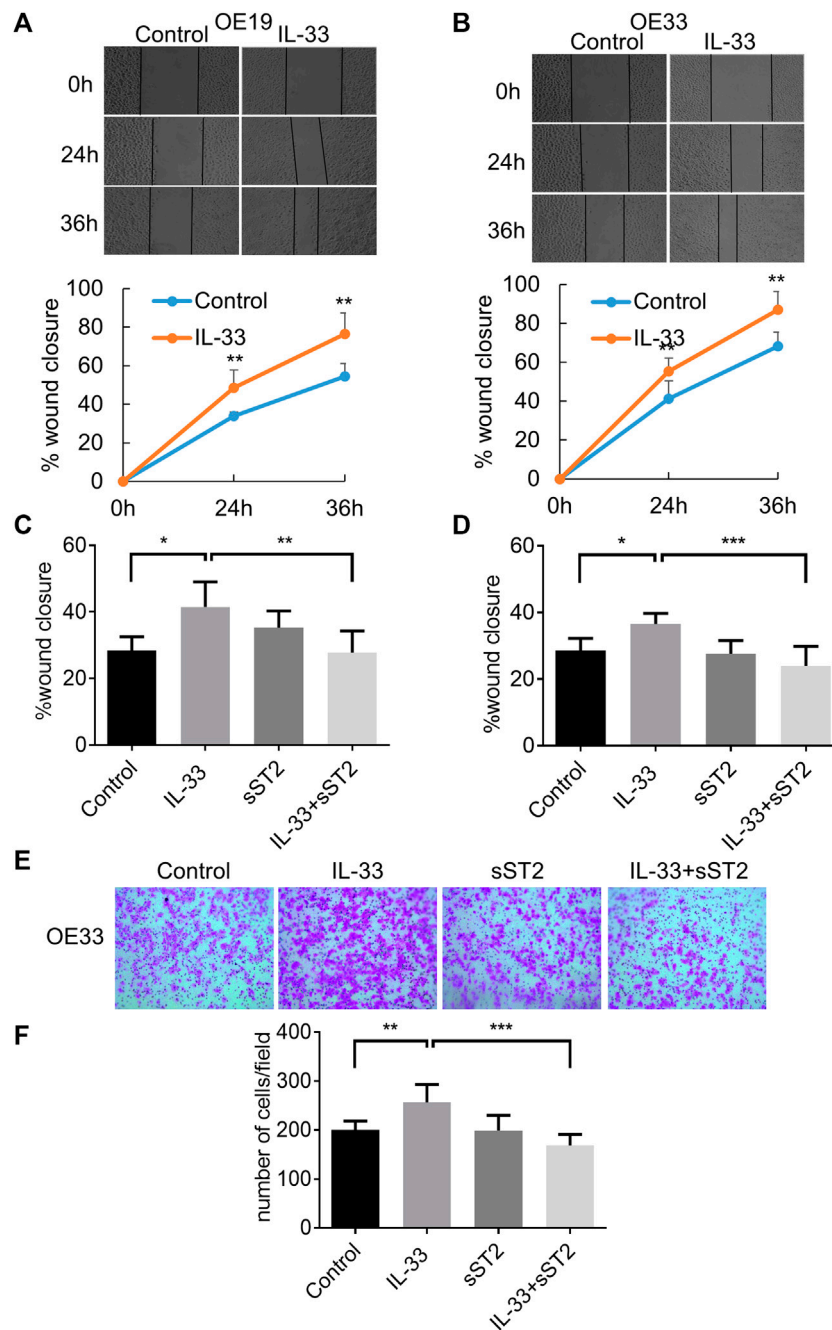 A
OE19
Control
IL-33
0h
24h
36h
% wound closure
100
80
60
40
20
0
Control
IL-33
**
**
0h
24h
36h
B
OE33
Control
IL-33
0h
24h
36h
% wound closure
100
80
60
40
20
0
Control
IL-33
**
**
0h
24h
36h
C
%wound closure
60
40
20
0
*
**
Control
IL-33
sST2
IL-33+sST2
D
%wound closure
60
40
20
0
*
***
Control
IL-33
sST2
IL-33+sST2
E
Control
IL-33
sST2
IL-33+sST2
OE33
F
number of cells/field
400
300
200
100
0
**
***
Control
IL-33
sST2
IL-33+sST2